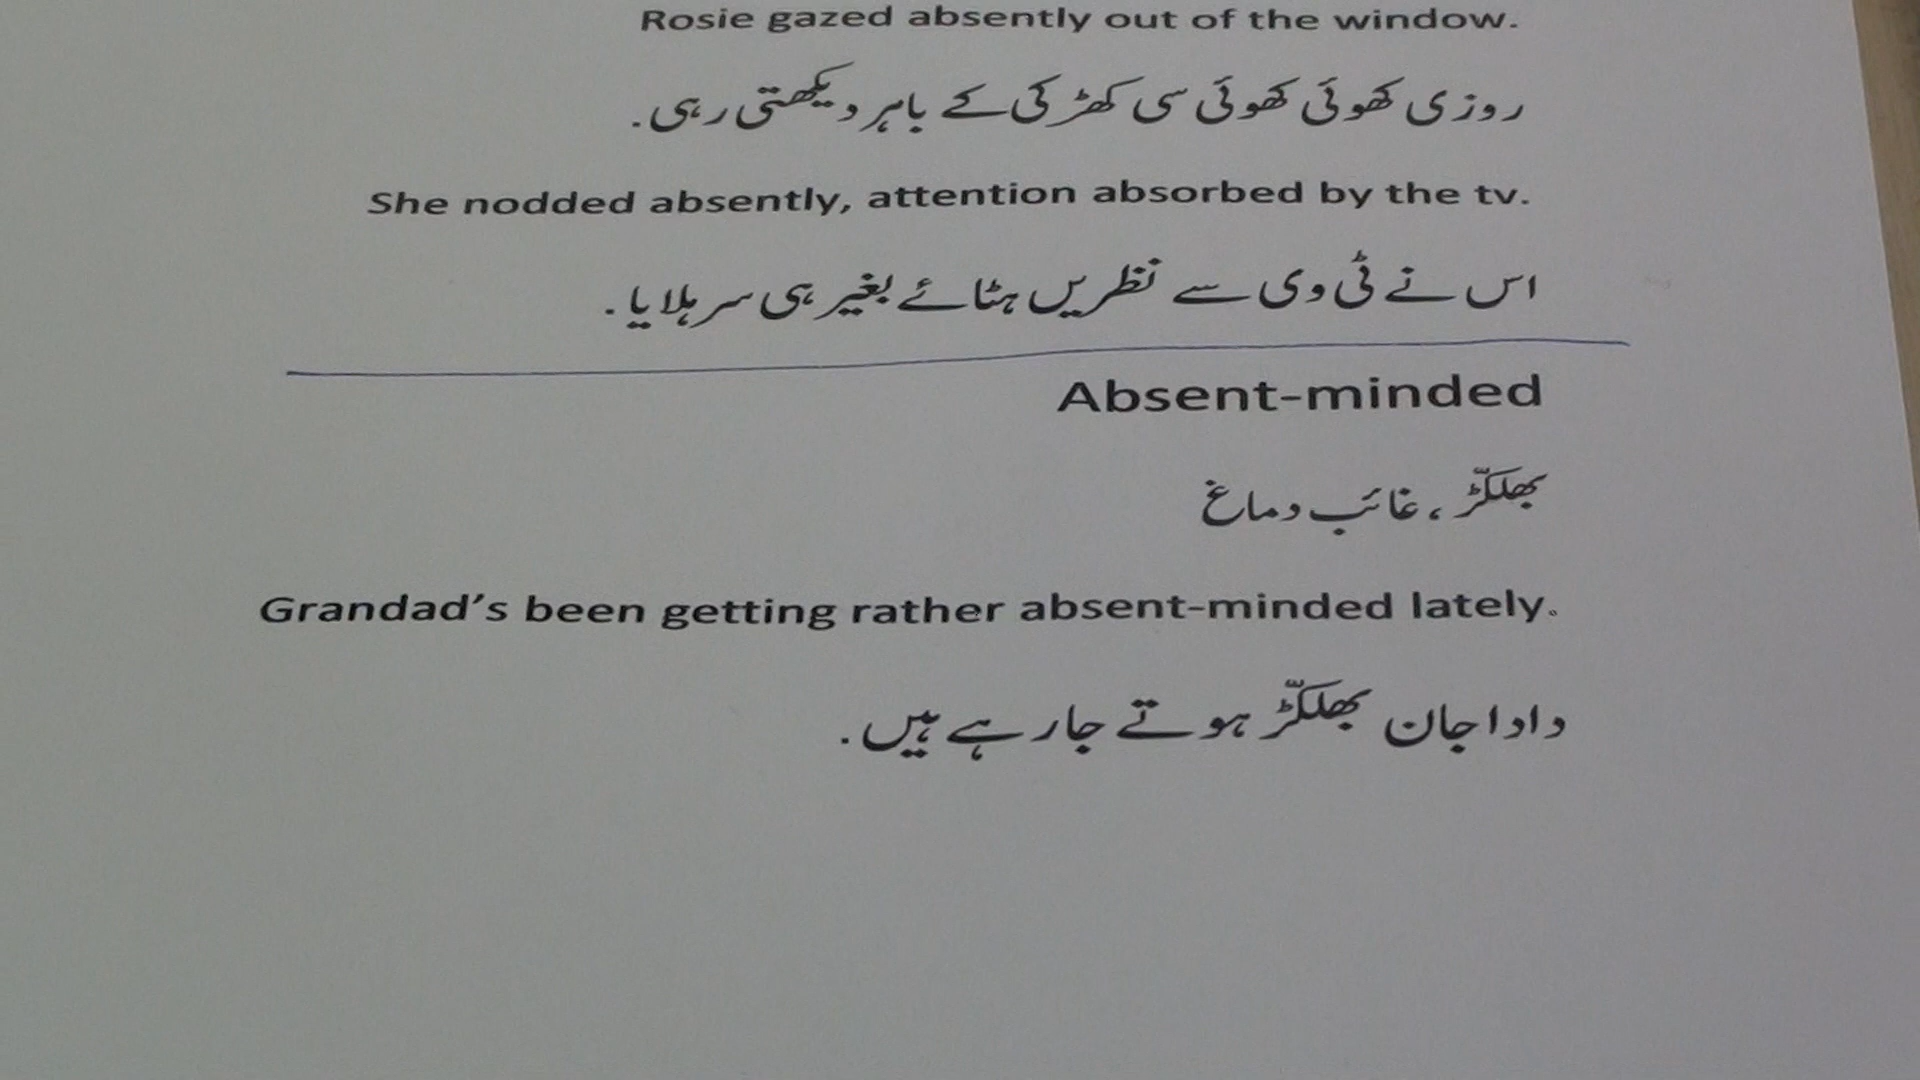 Rosie gazed absently out of the window.
روزی کھوئی کھوئی سی کھڑکی کے باہر دیکھتی رہی.
She nodded absently, attention absorbed by the tv.
اس نے ٹی وی سے نظریں ہٹائے بغیر ہی سر ہلایا.
Absent-minded
بھلکّڑ، غائب دماغ
Grandad’s been getting rather absent-minded lately.
دادا جان بھلکّڑ ہوتے جا رہے ہیں.